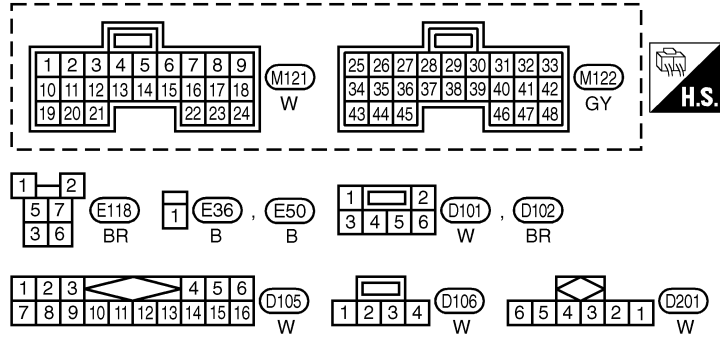 1 2 3 4 5 6 7 8 9
10 11 12 13 14 15 16 17 18
19 20 21 22 23 24
M121
W
25 26 27 28 29 30 31 32 33
34 35 36 37 38 39 40 41 42
43 44 45 46 47 48
M122
GY
H.S.
1 2
5 7
3 6
E118
BR
1
E36 , E50
B B
1 2
3 4 5 6
D101 , D102
W BR
1 2 3 4 5 6
7 8 9 10 11 12 13 14 15 16
D105
W
1 2 3 4
D106
W
6 5 4 3 2 1
D201
W